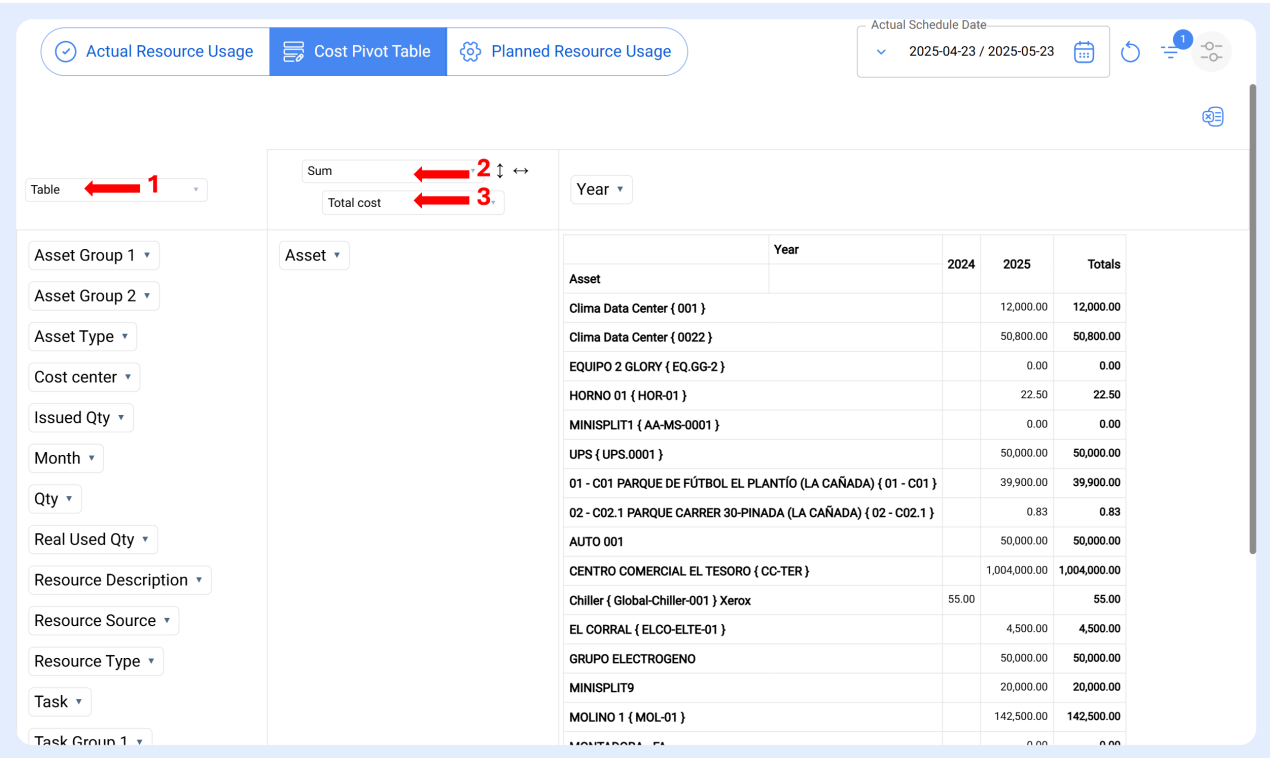 Actual Resource Usage
Cost Pivot Table
Planned Resource Usage
Actual Schedule Date
2025-04-23 / 2025-05-23
1
Table
1
Sum
2
↕ ↔
Total cost
3
Year
Asset Group 1
Asset Group 2
Asset Type
Cost center
Issued Qty
Month
Qty
Real Used Qty
Resource Description
Resource Source
Resource Type
Task
Task Group 1
Asset
Year 2024 2025 Totals
Asset
Clima Data Center { 001 } 12,000.00 12,000.00
Clima Data Center { 0022 } 50,800.00 50,800.00
EQUIPO 2 GLORY { EQ.GG-2 } 0.00 0.00
HORNO 01 { HOR-01 } 22.50 22.50
MINISPLIT1 { AA-MS-0001 } 0.00 0.00
UPS { UPS.0001 } 50,000.00 50,000.00
01 - C01 PARQUE DE FÚTBOL EL PLANTÍO (LA CAÑADA) { 01 - C01 } 39,900.00 39,900.00
02 - C02.1 PARQUE CARRER 30-PINADA (LA CAÑADA) { 02 - C02.1 } 0.83 0.83
AUTO 001 50,000.00 50,000.00
CENTRO COMERCIAL EL TESORO { CC-TER } 1,004,000.00 1,004,000.00
Chiller { Global-Chiller-001 } Xerox 55.00 55.00
EL CORRAL { ELCO-ELTE-01 } 4,500.00 4,500.00
GRUPO ELECTROGENO 50,000.00 50,000.00
MINISPLIT9 20,000.00 20,000.00
MOLINO 1 { MOL-01 } 142,500.00 142,500.00
0.00 0.00